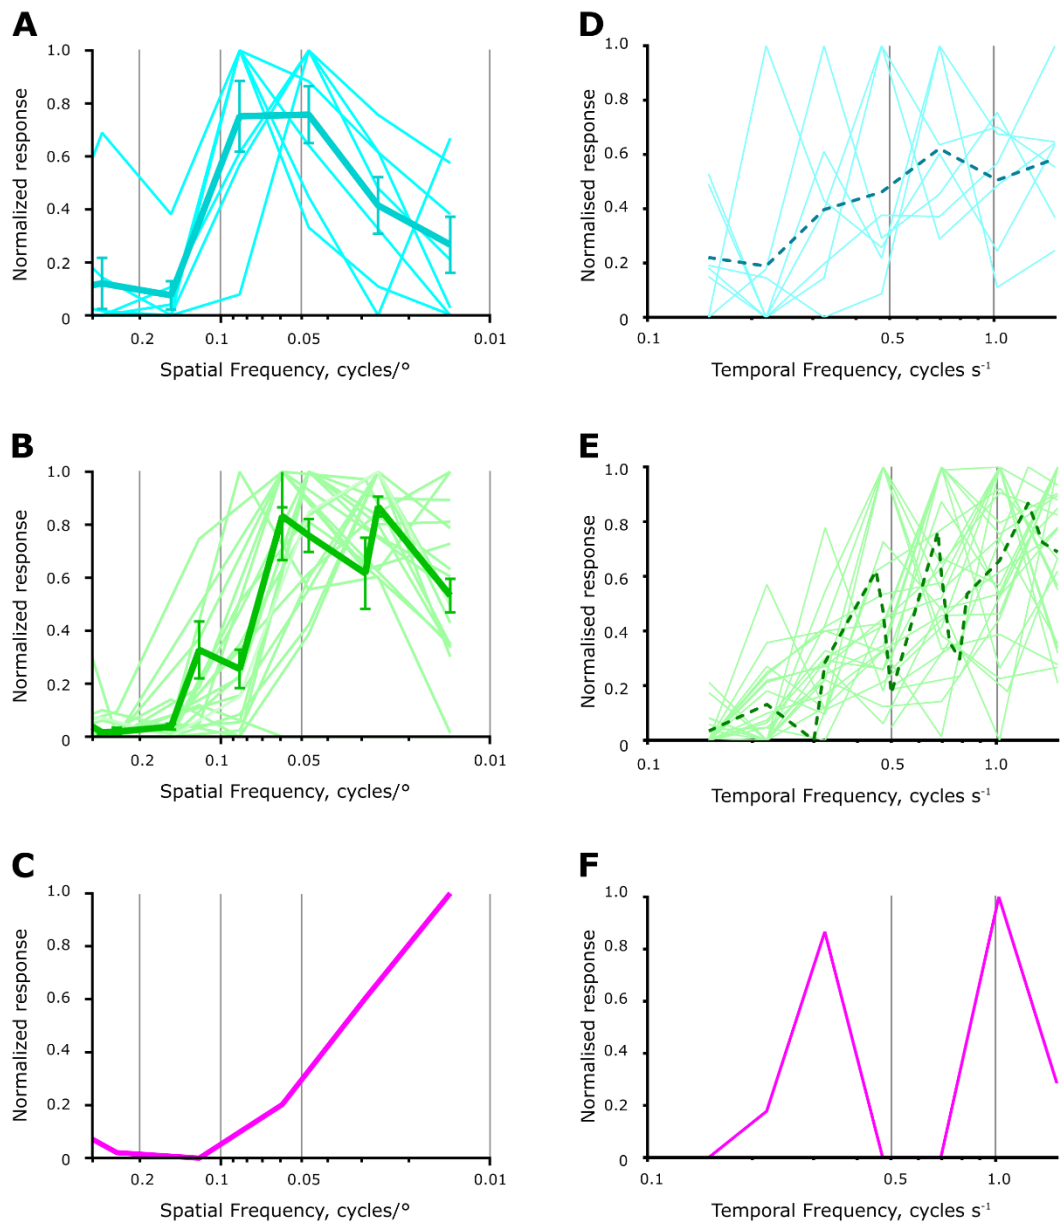 A
Normalized response
1.0
0.8
0.6
0.4
0.2
0
0.2 0.1 0.05 0.01
Spatial Frequency, cycles/°
D
Normalised response
1.0
0.8
0.6
0.4
0.2
0
0.1 0.5 1.0
Temporal Frequency, cycles s⁻¹
B
Normalized response
1.0
0.8
0.6
0.4
0.2
0
0.2 0.1 0.05 0.01
Spatial Frequency, cycles/°
E
Normalised response
1.0
0.8
0.6
0.4
0.2
0
0.1 0.5 1.0
Temporal Frequency, cycles s⁻¹
C
Normalized response
1.0
0.8
0.6
0.4
0.2
0
0.2 0.1 0.05 0.01
Spatial Frequency, cycles/°
F
Normalised response
1.0
0.8
0.6
0.4
0.2
0
0.1 0.5 1.0
Temporal Frequency, cycles s⁻¹